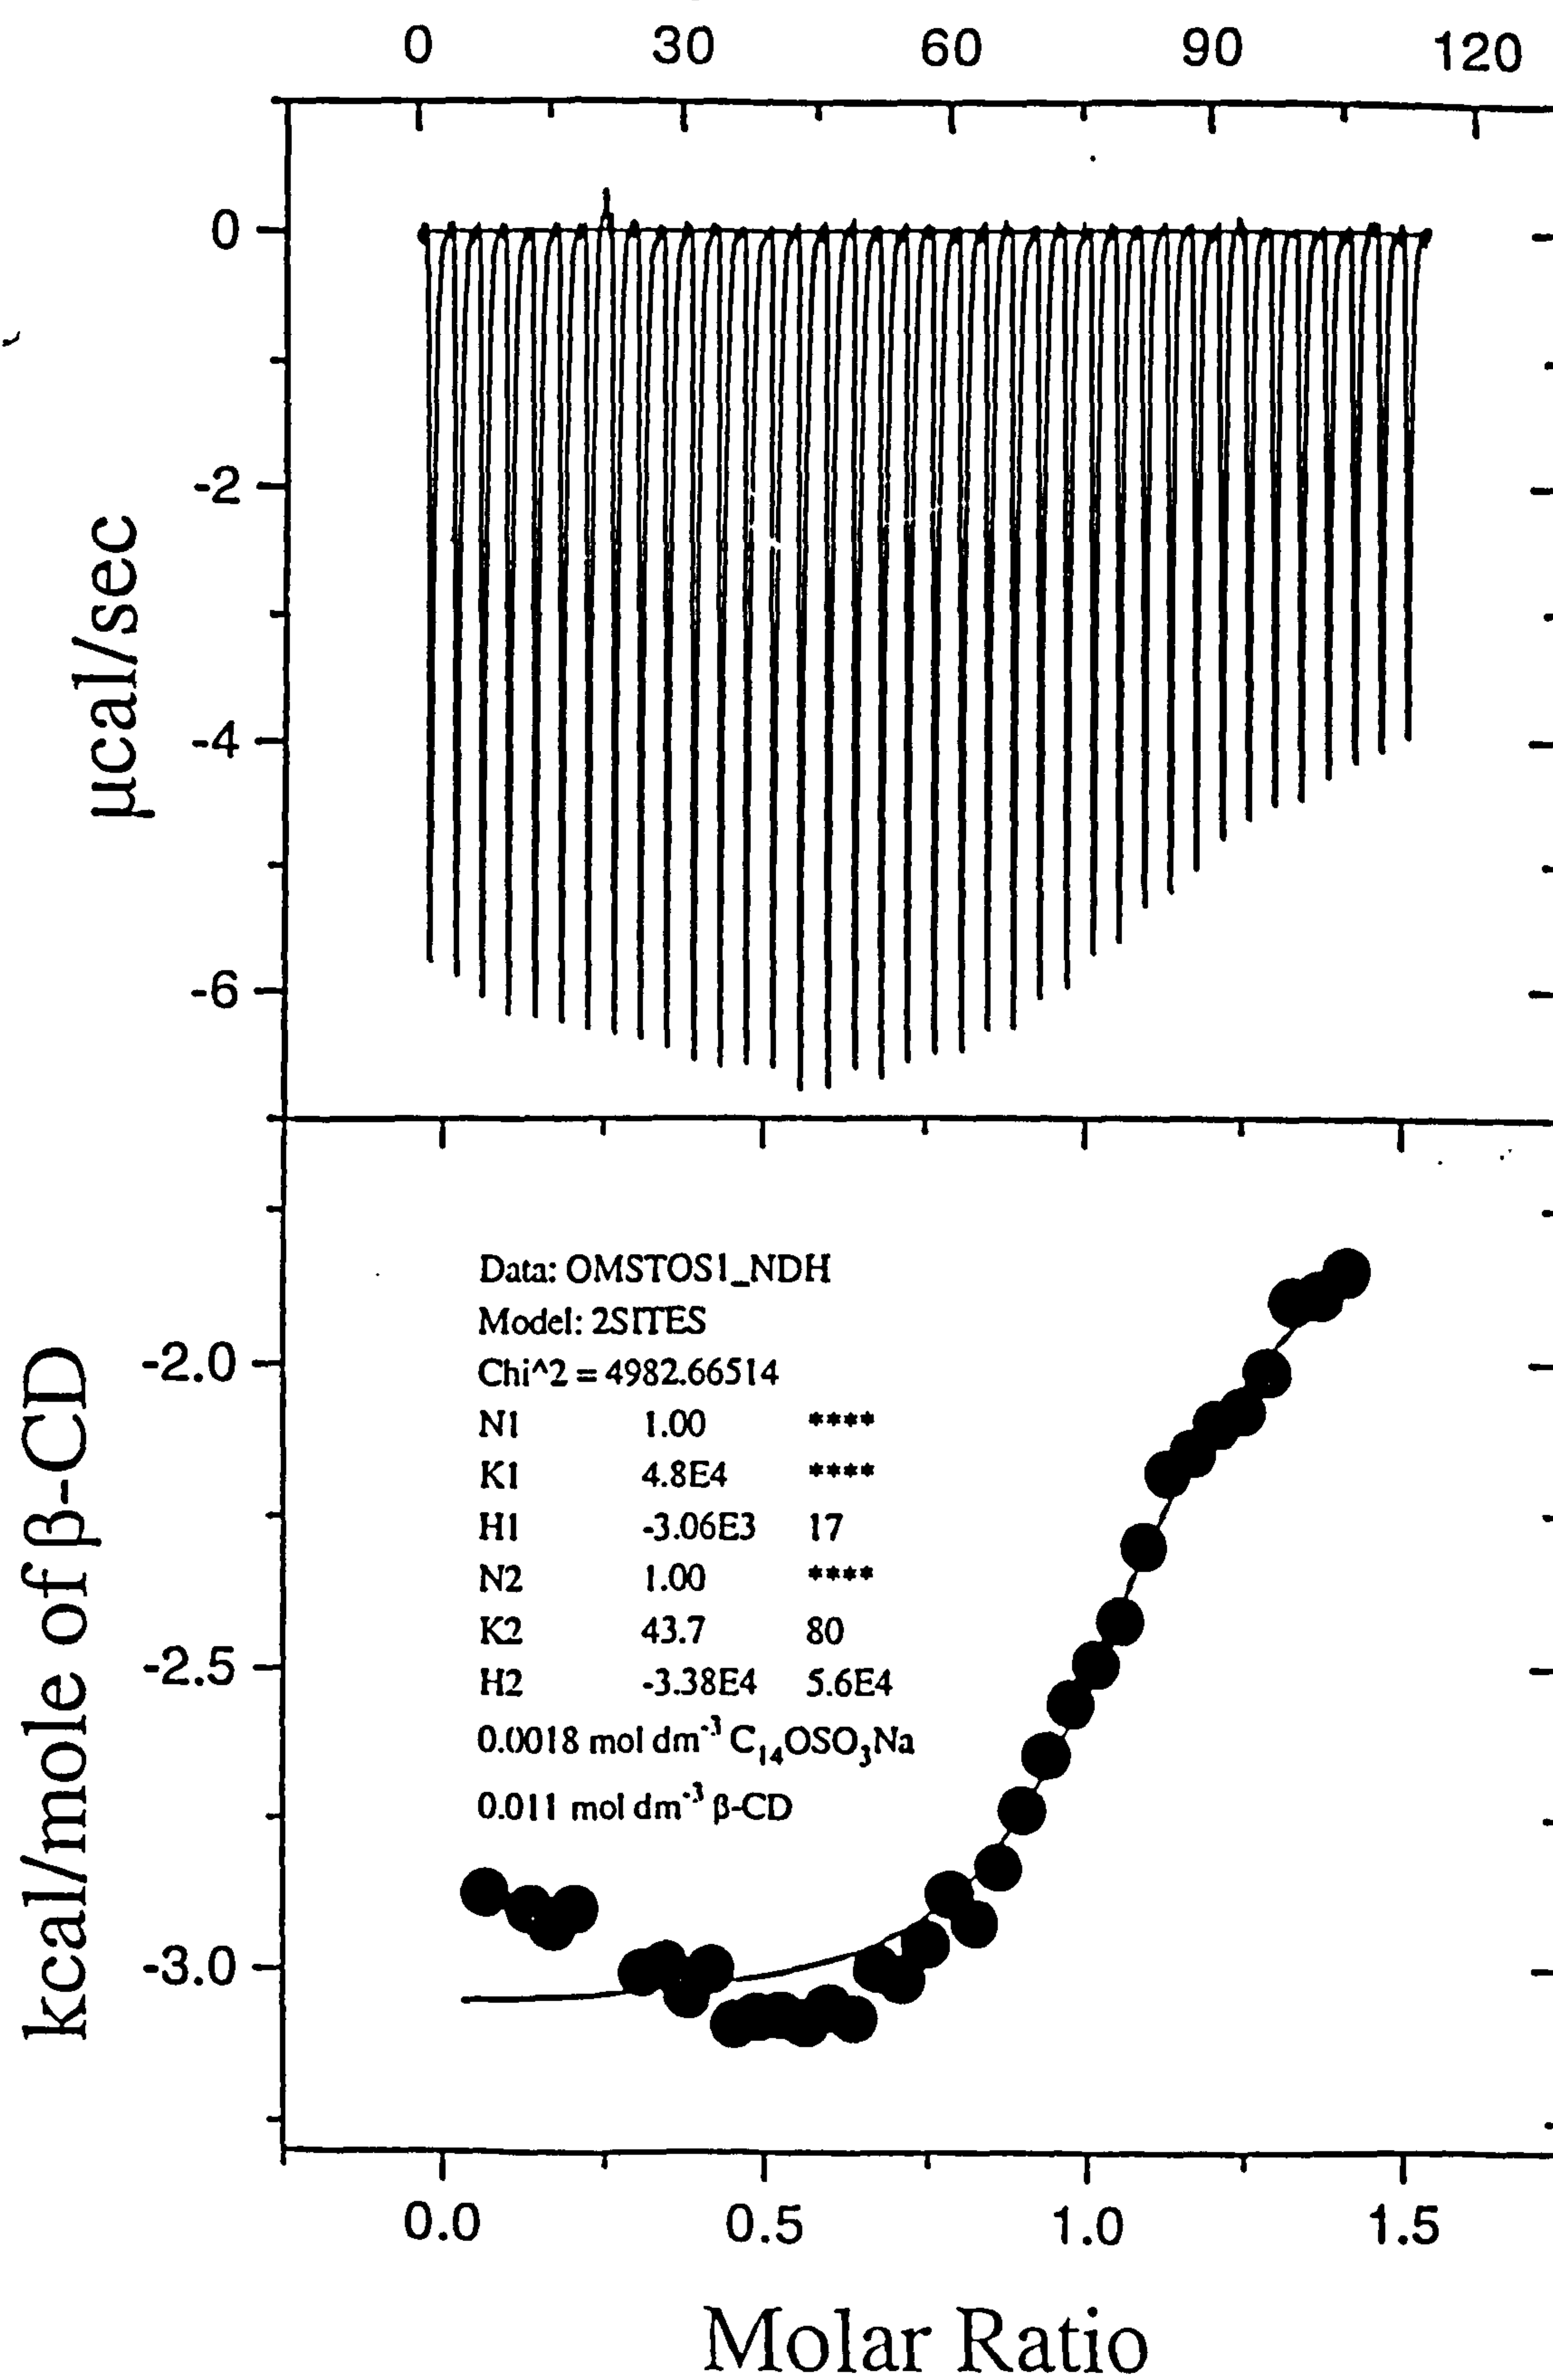 0 30 60 90 120
0
-2
-4
-6
µcal/sec
Data: OMSTOS1_NDH
Model: 2SITES
Chi^2 = 4982.66514
N1 1.00 ****
K1 4.8E4 ****
H1 -3.06E3 17
N2 1.00 ****
K2 43.7 80
H2 -3.38E4 5.6E4
0.0018 mol dm⁻³ C₁₄OSO₃Na
0.011 mol dm⁻³ β-CD
-2.0
-2.5
-3.0
kcal/mole of β-CD
0.0 0.5 1.0 1.5
Molar Ratio